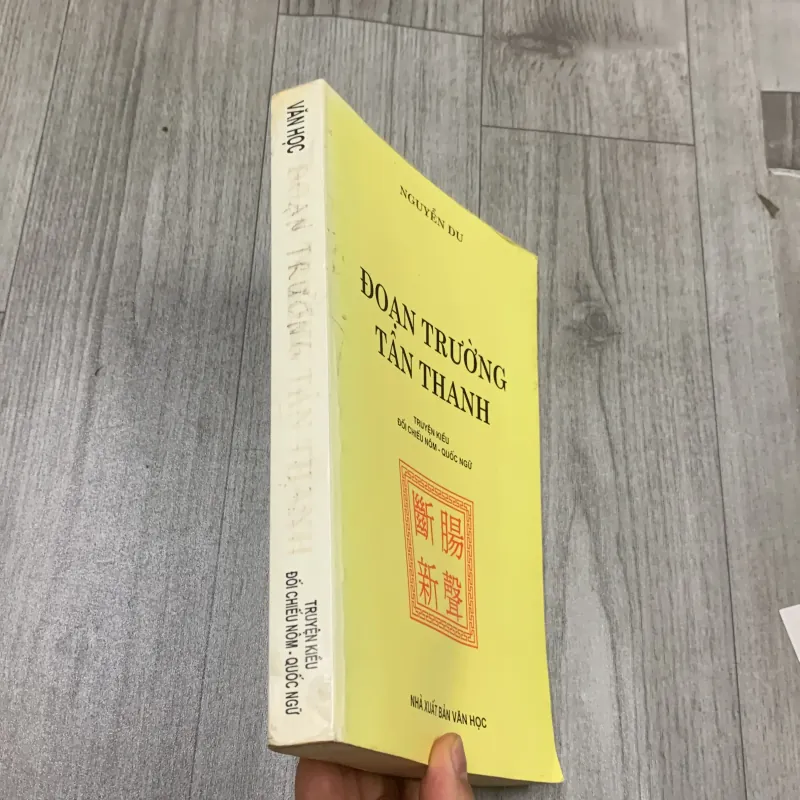 VĂN HỌC
ĐOẠN TRƯỜNG TÂN THANH
TRUYỆN KIỀU
ĐỐI CHIẾU NÔM - QUỐC NGỮ
NGUYỄN DU
ĐOẠN TRƯỜNG
TÂN THANH
TRUYỆN KIỀU
ĐỐI CHIẾU NÔM - QUỐC NGỮ
斷腸
新聲
NHÀ XUẤT BẢN VĂN HỌC